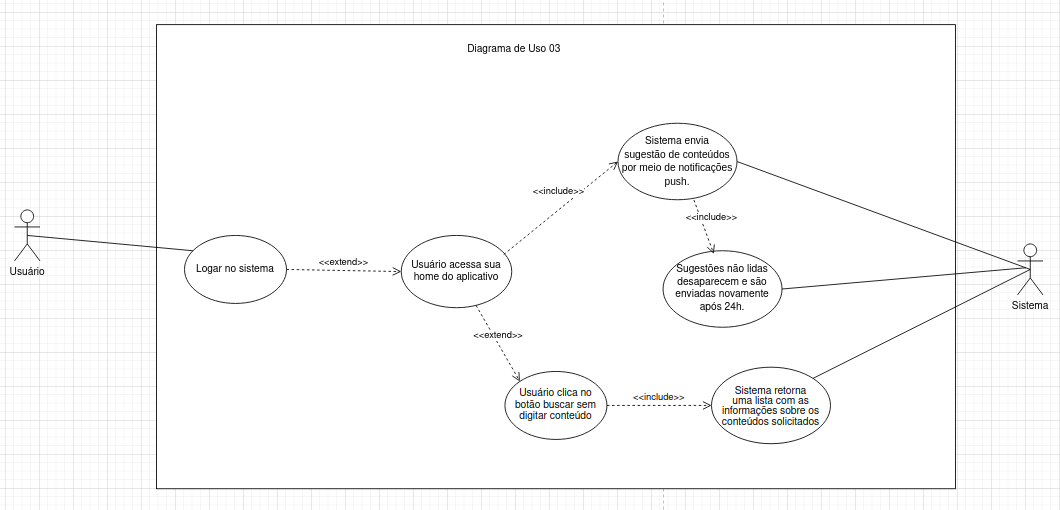 Diagrama de Uso 03
Usuário
Logar no sistema
<<extend>>
Usuário acessa sua
home do aplicativo
<<include>>
Sistema envia
sugestão de conteúdos
por meio de notificações
push.
<<include>>
Sugestões não lidas
desaparecem e são
enviadas novamente
após 24h.
<<extend>>
Usuário clica no
botão buscar sem
digitar conteúdo
<<include>>
Sistema retorna
uma lista com as
informações sobre os
conteúdos solicitados
Sistema